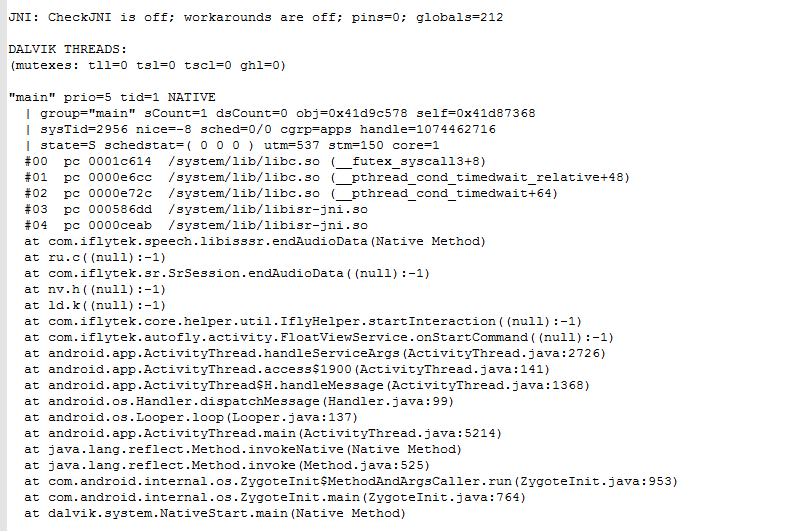 JNI: CheckJNI is off; workarounds are off; pins=0; globals=212
DALVIK THREADS:
(mutexes: tll=0 tsl=0 tscl=0 ghl=0)
"main" prio=5 tid=1 NATIVE
| group="main" sCount=1 dsCount=0 obj=0x41d9c578 self=0x41d87368
| sysTid=2956 nice=-8 sched=0/0 cgrp=apps handle=1074462716
| state=S schedstat=( 0 0 0 ) utm=537 stm=150 core=1
#00 pc 0001c614 /system/lib/libc.so (__futex_syscall3+8)
#01 pc 0000e6cc /system/lib/libc.so (__pthread_cond_timedwait_relative+48)
#02 pc 0000e72c /system/lib/libc.so (__pthread_cond_timedwait+64)
#03 pc 000586dd /system/lib/libisr-jni.so
#04 pc 0000ceab /system/lib/libisr-jni.so
at com.iflytek.speech.libisssr.endAudioData(Native Method)
at ru.c((null):-1)
at com.iflytek.sr.SrSession.endAudioData((null):-1)
at nv.h((null):-1)
at ld.k((null):-1)
at com.iflytek.core.helper.util.IflyHelper.startInteraction((null):-1)
at com.iflytek.autofly.activity.FloatViewService.onStartCommand((null):-1)
at android.app.ActivityThread.handleServiceArgs(ActivityThread.java:2726)
at android.app.ActivityThread.access$1900(ActivityThread.java:141)
at android.app.ActivityThread$H.handleMessage(ActivityThread.java:1368)
at android.os.Handler.dispatchMessage(Handler.java:99)
at android.os.Looper.loop(Looper.java:137)
at android.app.ActivityThread.main(ActivityThread.java:5214)
at java.lang.reflect.Method.invokeNative(Native Method)
at java.lang.reflect.Method.invoke(Method.java:525)
at com.android.internal.os.ZygoteInit$MethodAndArgsCaller.run(ZygoteInit.java:953)
at com.android.internal.os.ZygoteInit.main(ZygoteInit.java:764)
at dalvik.system.NativeStart.main(Native Method)